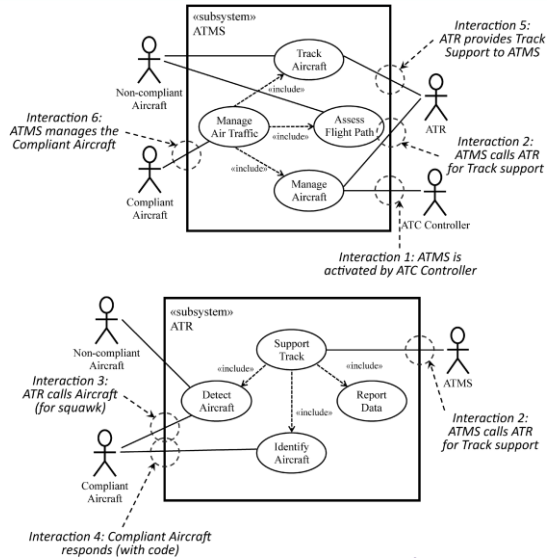 «subsystem»
ATMS
Interaction 5:
ATR provides Track
Support to ATMS
Track
Aircraft
Non-compliant
Aircraft
«include»
ATR
Interaction 6:
ATMS manages the
Compliant Aircraft
Manage
Air Traffic
«include»
Assess
Flight Path
Interaction 2:
ATMS calls ATR
for Track support
«include»
Manage
Aircraft
Compliant
Aircraft
ATC Controller
Interaction 1: ATMS is
activated by ATC Controller
«subsystem»
ATR
Non-compliant
Aircraft
Support
Track
ATMS
Interaction 3:
ATR calls Aircraft
(for squawk)
«include»
«include»
Detect
Aircraft
Report
Data
«include»
Interaction 2:
ATMS calls ATR
for Track support
Identify
Aircraft
Compliant
Aircraft
Interaction 4: Compliant Aircraft
responds (with code)